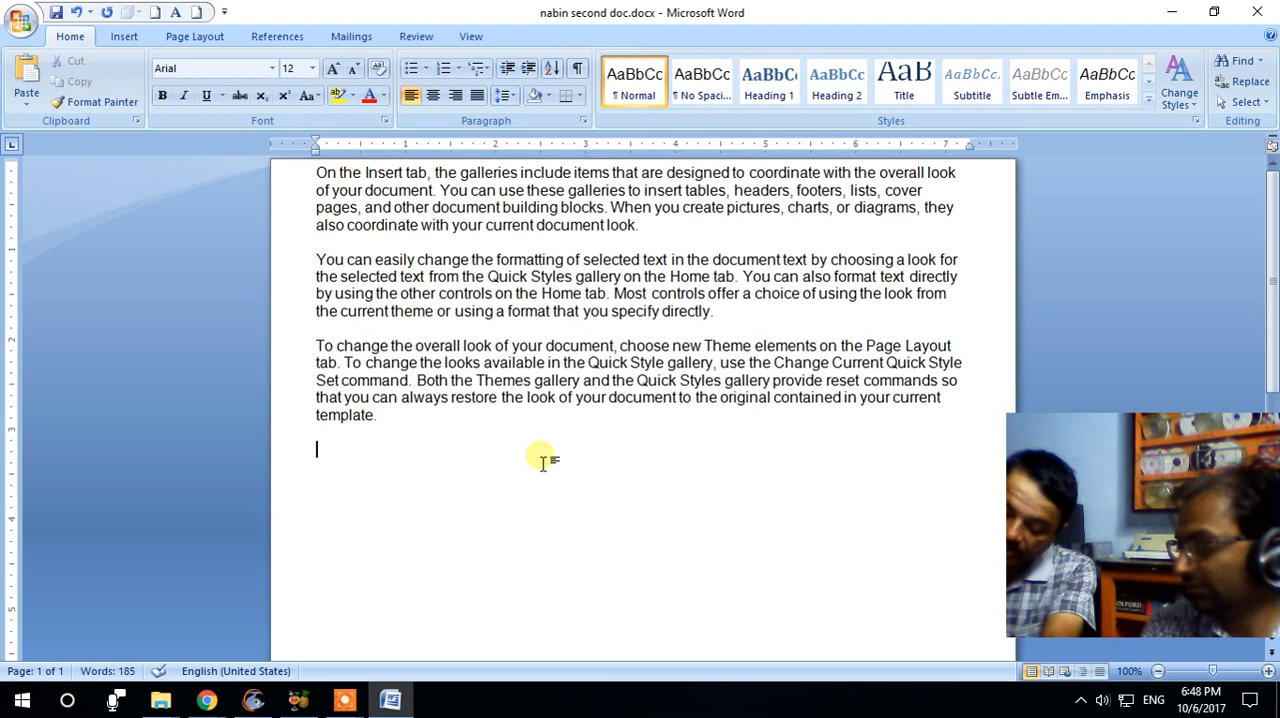 nabin second doc.docx - Microsoft Word
Home Insert Page Layout References Mailings Review View
Paste
Cut
Copy
Format Painter
Clipboard
Arial 12
Font
Paragraph
AaBbCc AaBbCc AaBbC AaBbCc AaB AaBbCc. AaBbCc AaBbCc
¶ Normal ¶ No Spaci... Heading 1 Heading 2 Title Subtitle Subtle Em... Emphasis
Change
Styles
Styles
Find
Replace
Select
Editing
1 2 3 4 5 6 7
On the Insert tab, the galleries include items that are designed to coordinate with the overall look
of your document. You can use these galleries to insert tables, headers, footers, lists, cover
pages, and other document building blocks. When you create pictures, charts, or diagrams, they
also coordinate with your current document look.
You can easily change the formatting of selected text in the document text by choosing a look for
the selected text from the Quick Styles gallery on the Home tab. You can also format text directly
by using the other controls on the Home tab. Most controls offer a choice of using the look from
the current theme or using a format that you specify directly.
To change the overall look of your document, choose new Theme elements on the Page Layout
tab. To change the looks available in the Quick Style gallery, use the Change Current Quick Style
Set command. Both the Themes gallery and the Quick Styles gallery provide reset commands so
that you can always restore the look of your document to the original contained in your current
template.
OXFORD
Page: 1 of 1 Words: 185 English (United States) 100%
ENG
6:48 PM
10/6/2017